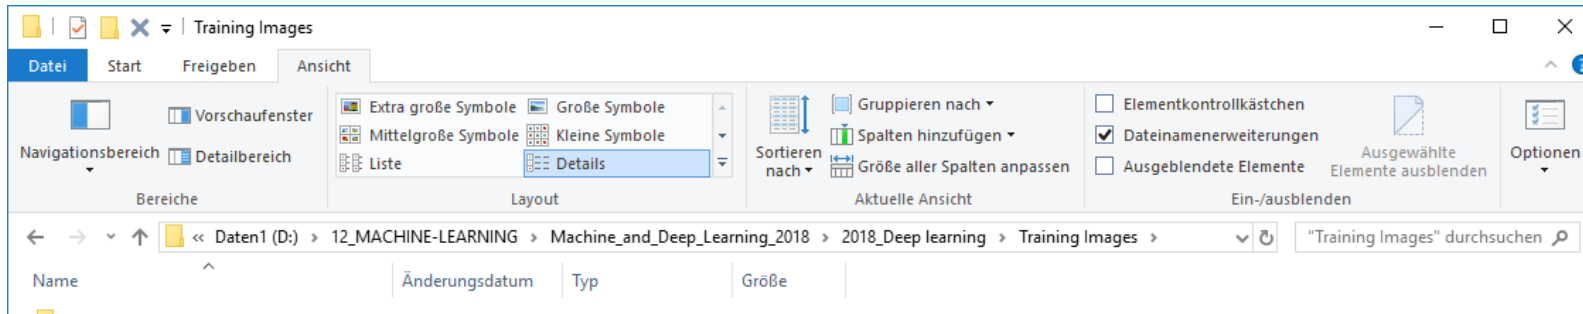 Training Images
Datei Start Freigeben Ansicht
Navigationsbereich
Vorschaufenster
Detailbereich
Bereiche
Extra große Symbole Große Symbole
Mittelgroße Symbole Kleine Symbole
Liste Details
Layout
Sortieren
nach
Gruppieren nach
Spalten hinzufügen
Größe aller Spalten anpassen
Aktuelle Ansicht
Elementkontrollkästchen
Dateinamenerweiterungen
Ausgeblendete Elemente
Ausgewählte
Elemente ausblenden
Ein-/ausblenden
Optionen
« Daten1 (D:) › 12_MACHINE-LEARNING › Machine_and_Deep_Learning_2018 › 2018_Deep learning › Training Images ›
"Training Images" durchsuchen
Name Änderungsdatum Typ Größe